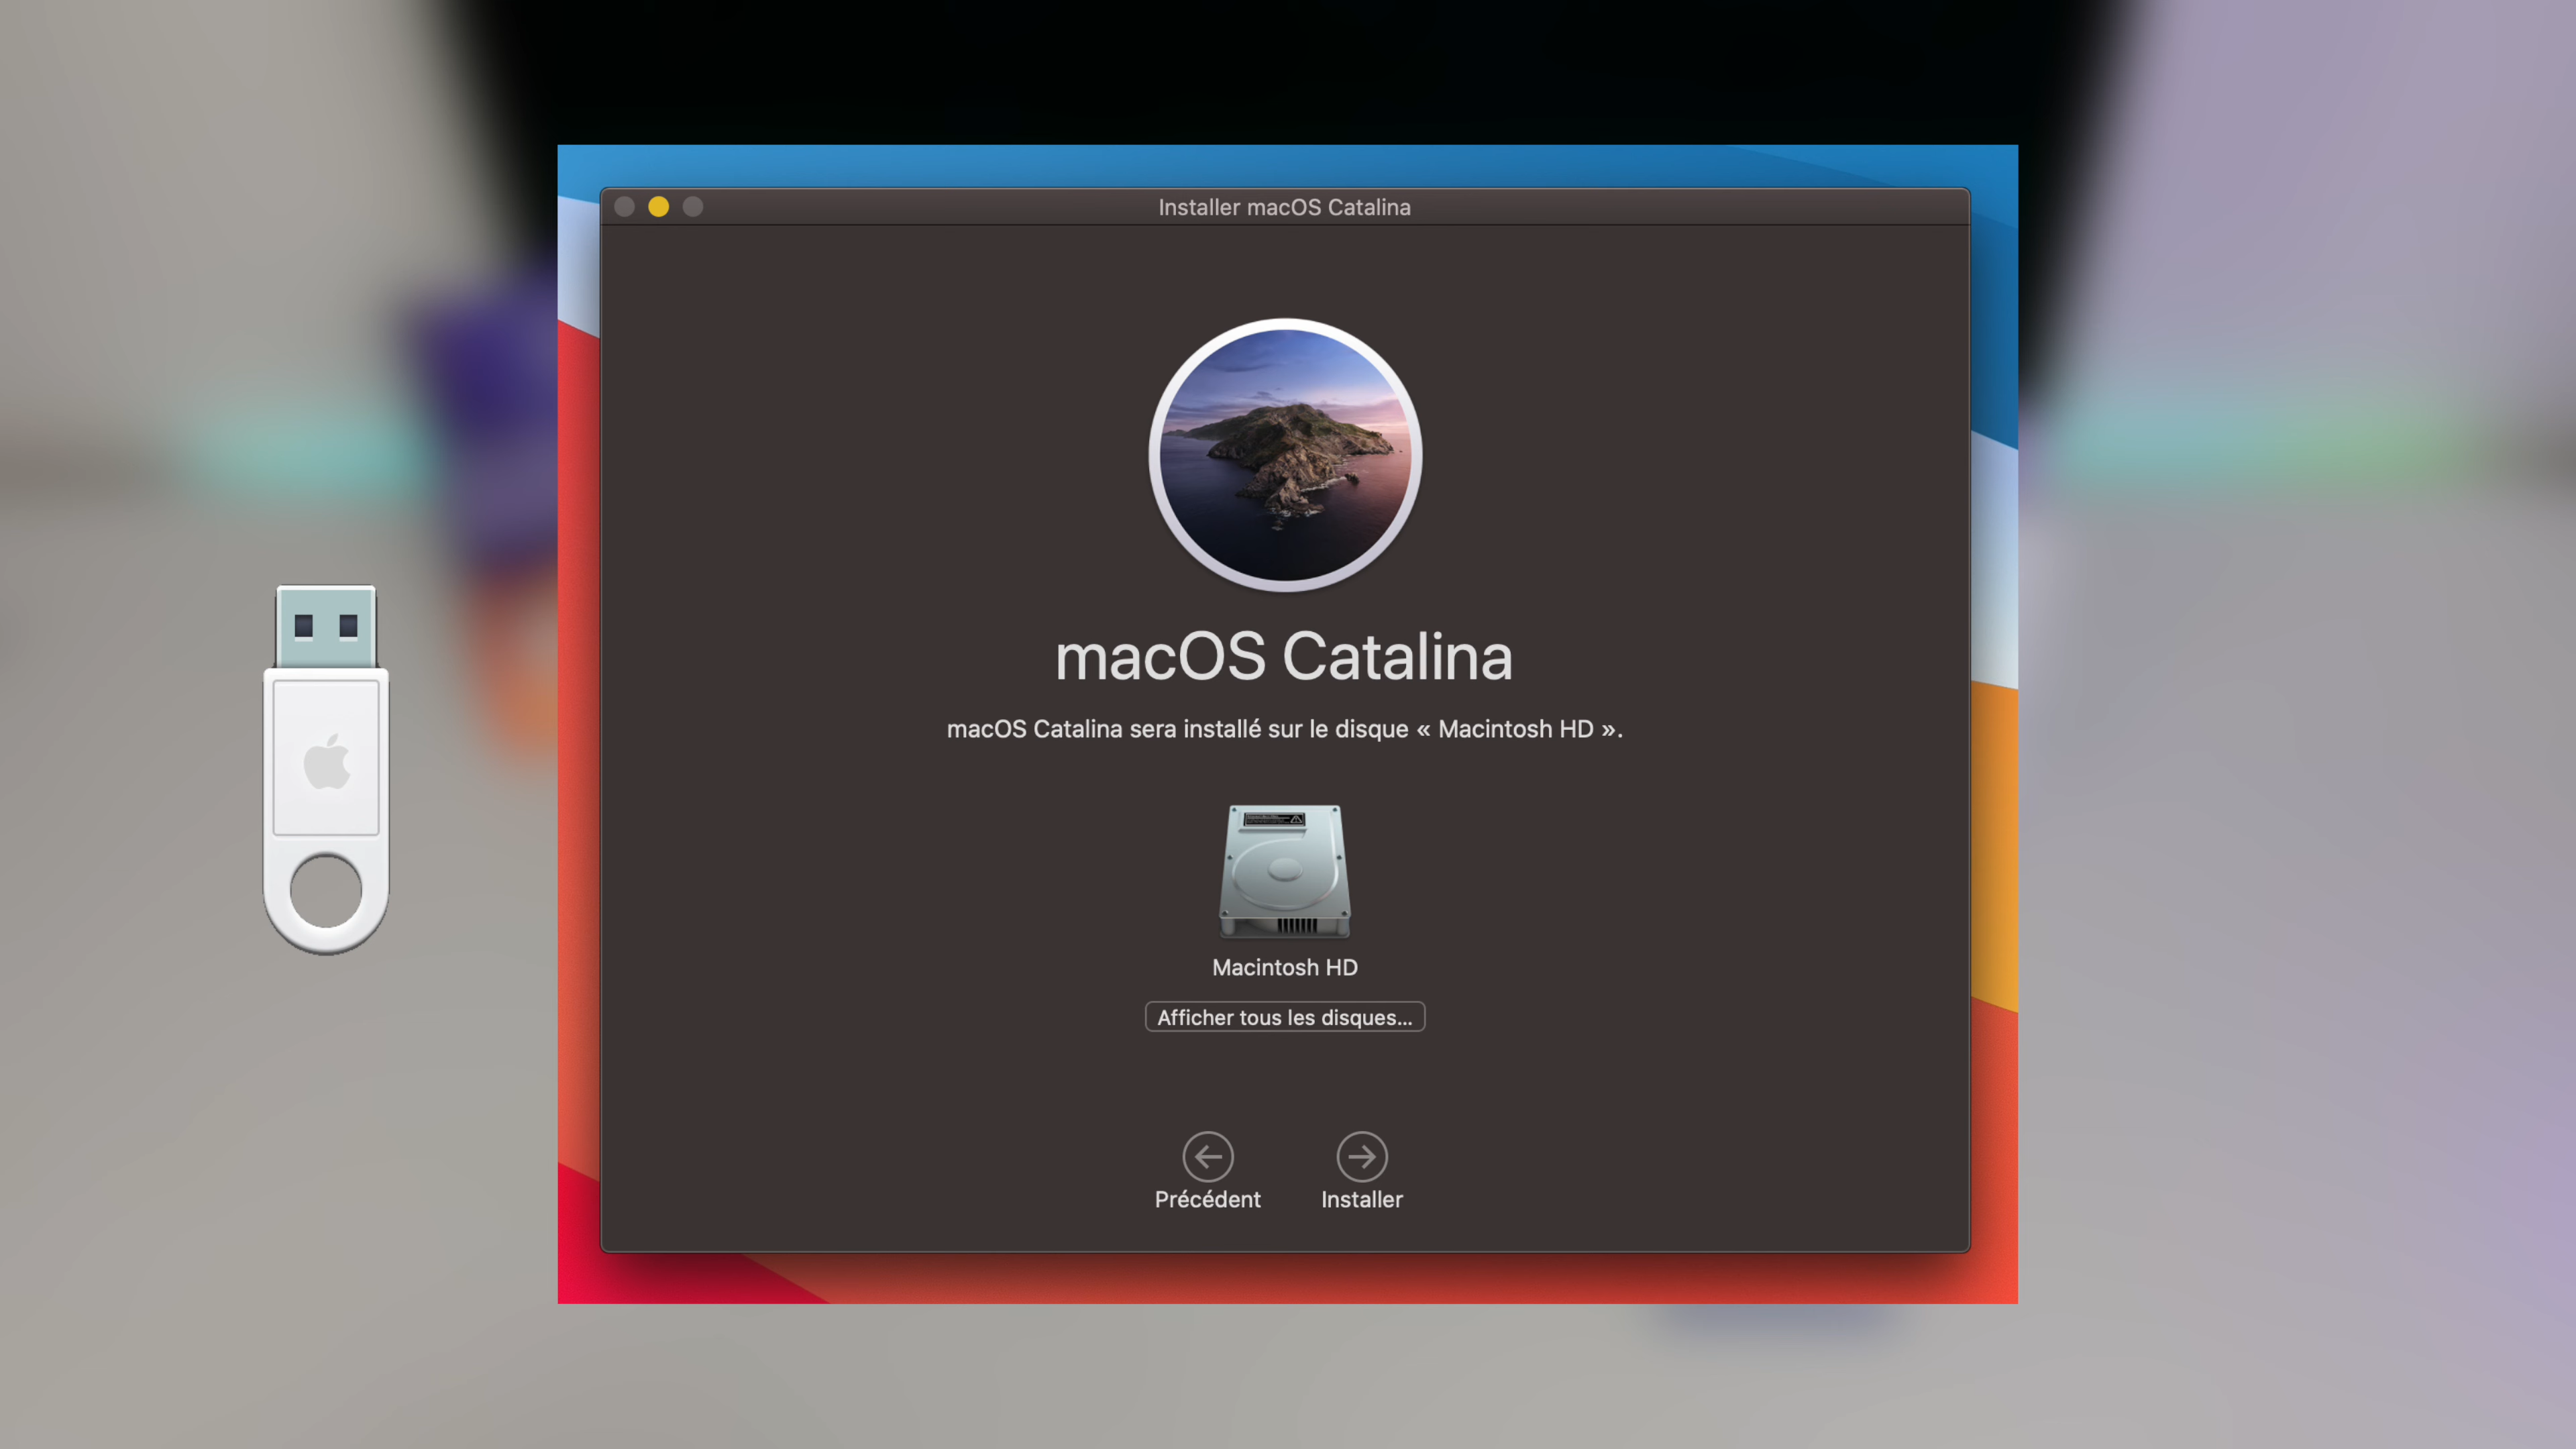 Installer macOS Catalina
macOS Catalina
macOS Catalina sera installé sur le disque « Macintosh HD ».
Macintosh HD
Afficher tous les disques...
Précédent
Installer